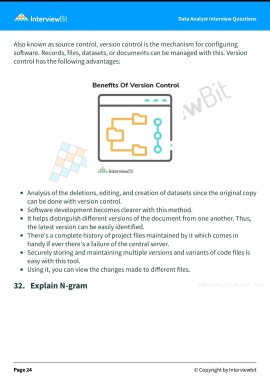 InterviewBit
Data Analyst Interview Questions
Also known as source control, version control is the mechanism for configuring
software. Records, files, datasets, or documents can be managed with this. Version
control has the following advantages:
Benefits Of Version Control
InterviewBit
Analysis of the deletions, editing, and creation of datasets since the original copy
can be done with version control.
Software development becomes clearer with this method.
It helps distinguish different versions of the document from one another. Thus,
the latest version can be easily identified.
There's a complete history of project files maintained by it which comes in
handy if ever there's a failure of the central server.
Securely storing and maintaining multiple versions and variants of code files is
easy with this tool.
Using it, you can view the changes made to different files.
32. Explain N-gram
Page 24
© Copyright by Interviewbit